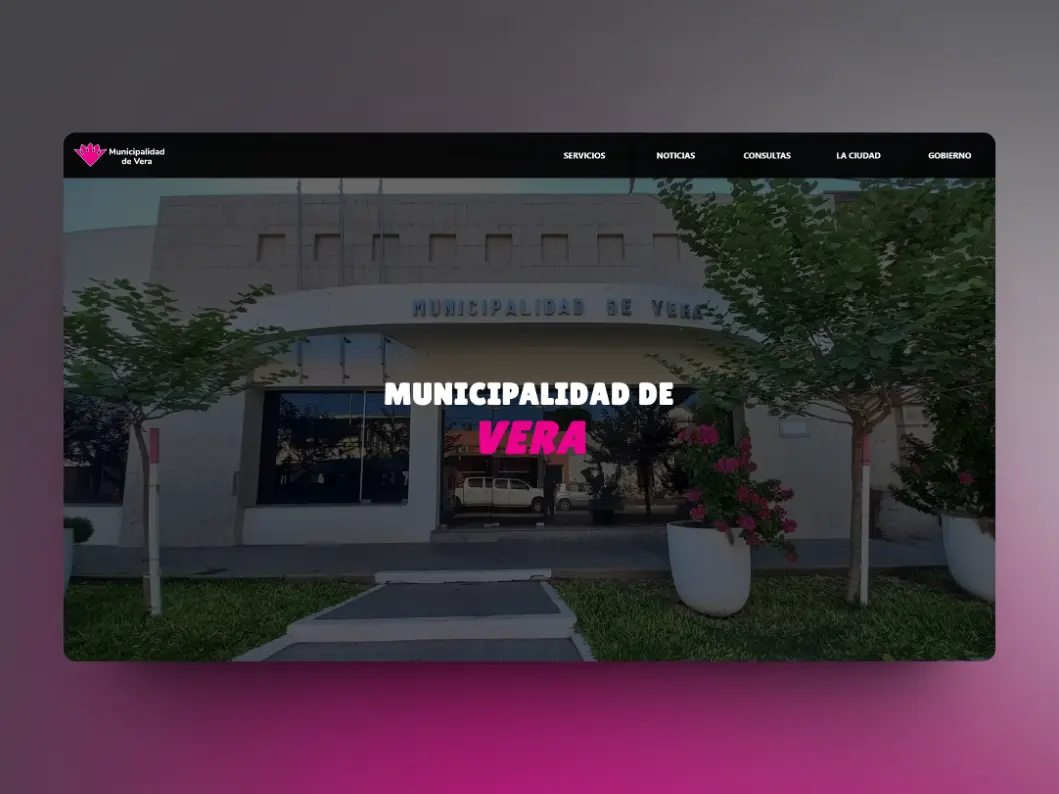 Municipalidad
de Vera
SERVICIOS
NOTICIAS
CONSULTAS
LA CIUDAD
GOBIERNO
MUNICIPALIDAD DE VERA
MUNICIPALIDAD DE
VERA